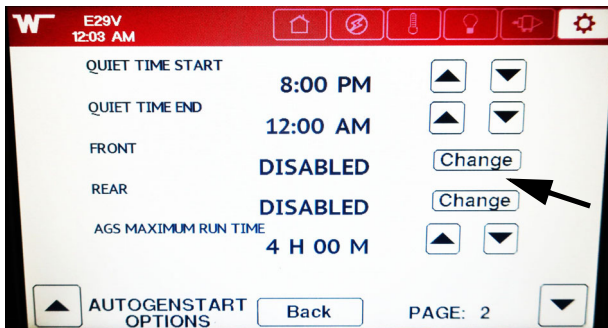 E29V
12:03 AM
QUIET TIME START
8:00 PM
QUIET TIME END
12:00 AM
FRONT
DISABLED
Change
REAR
DISABLED
Change
AGS MAXIMUM RUN TIME
4 H 00 M
AUTOGENSTART
OPTIONS
Back
PAGE: 2